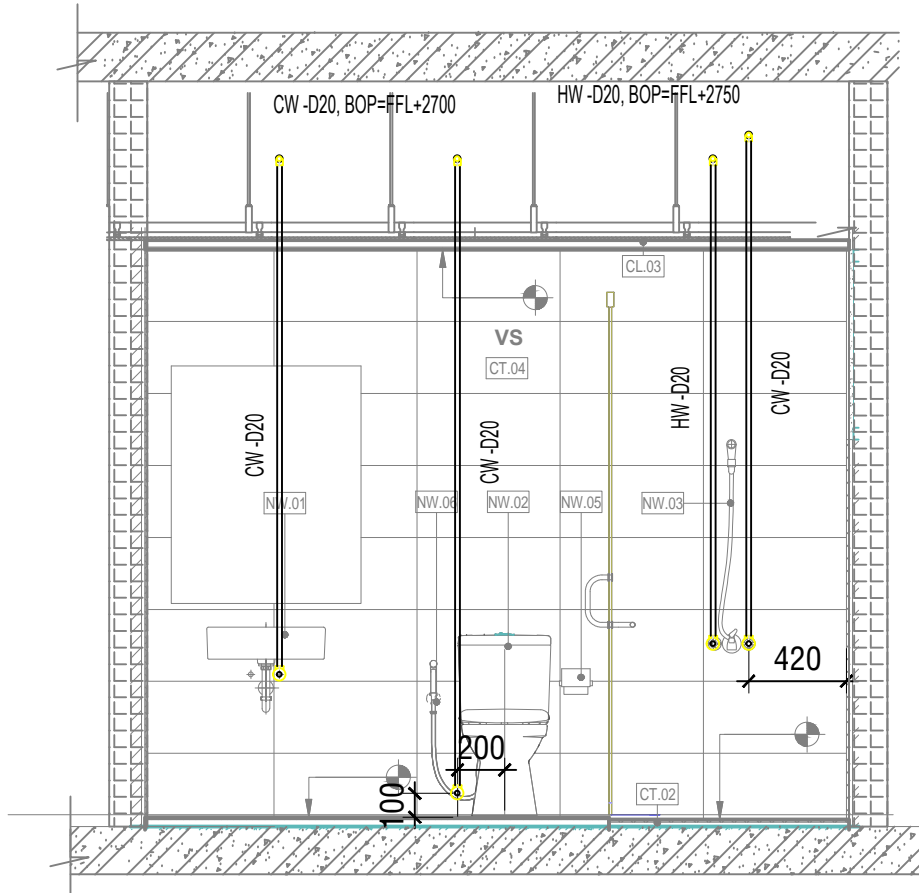 CW -D20, BOP=FFL+2700
HW -D20, BOP=FFL+2750
CL.03
VS
CT.04
CW -D20
CW -D20
HW -D20
CW -D20
NW.01
NW.06
NW.02
NW.05
NW.03
420
200
100
CT.02